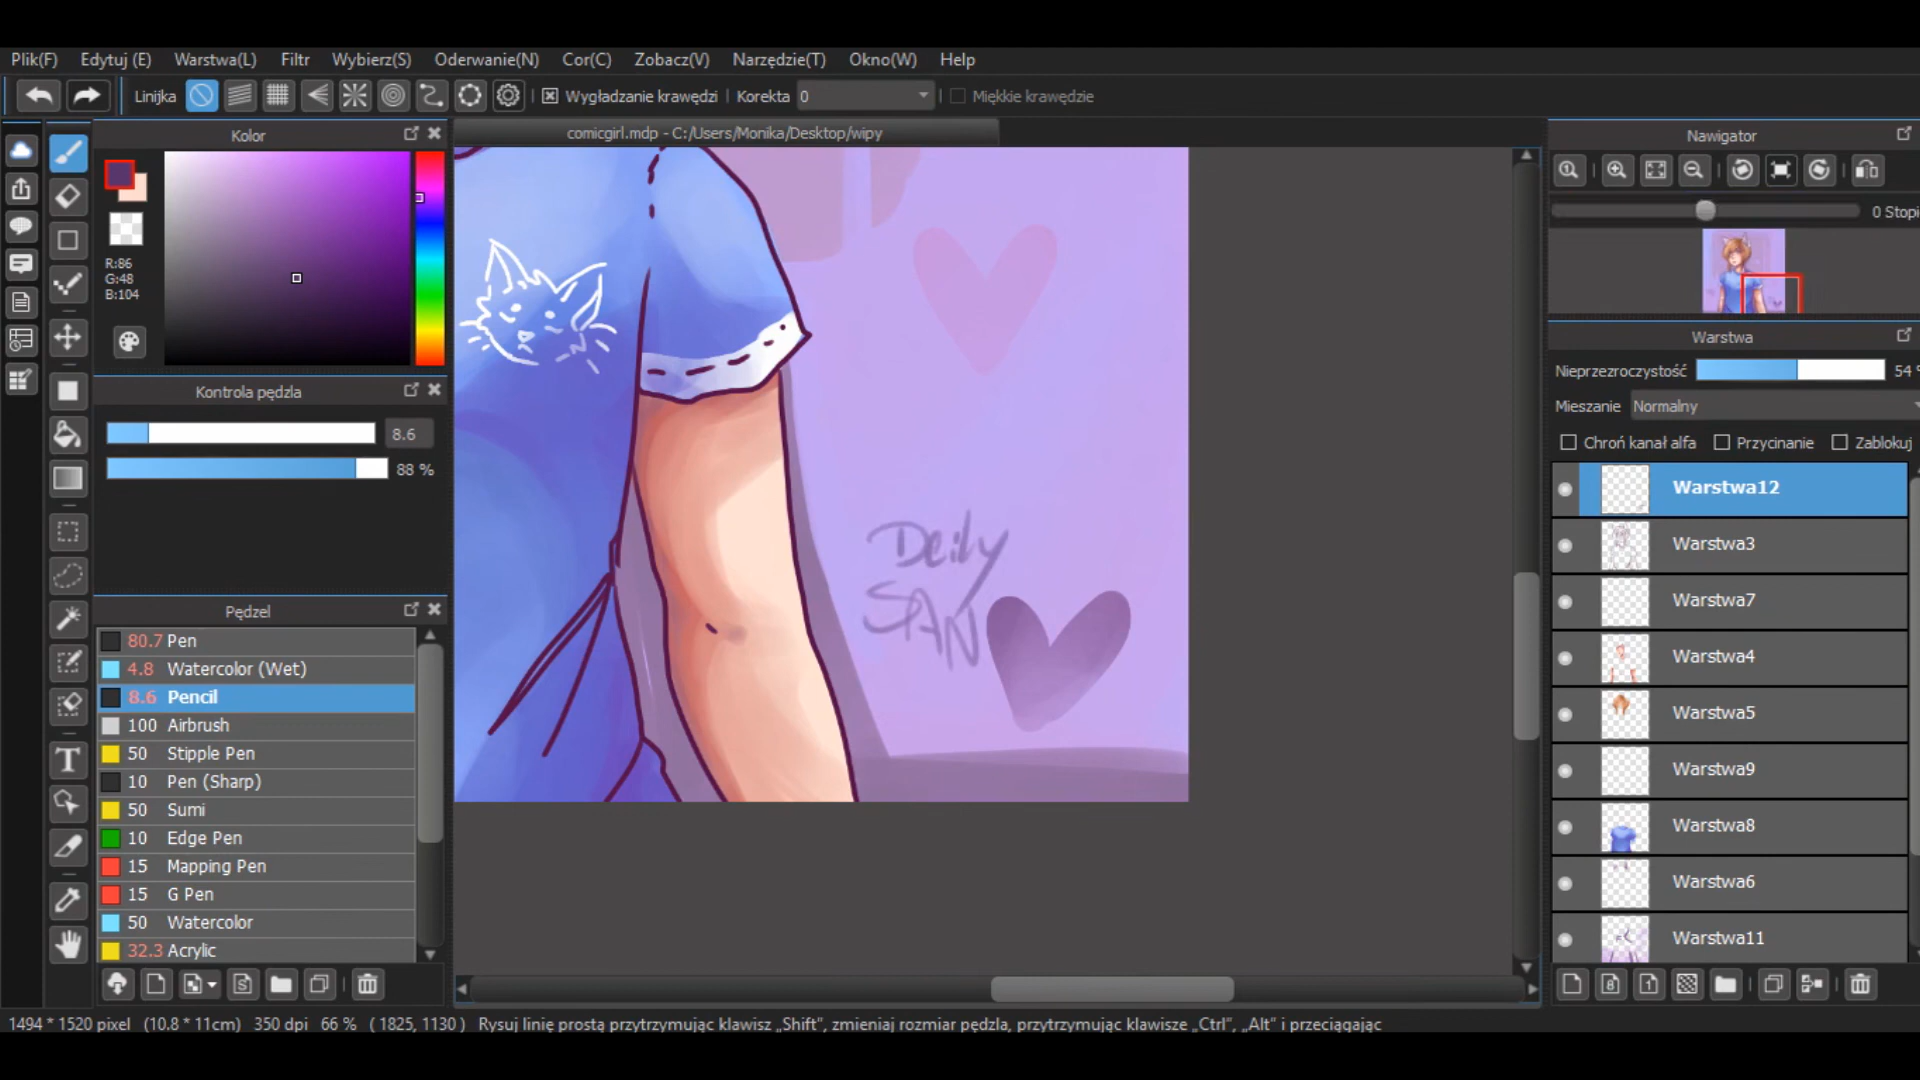 Plik(F) Edytuj (E) Warstwa(L) Filtr Wybierz(S) Oderwanie(N) Cor(C) Zobacz(V) Narzędzie(T) Okno(W) Help
Linijka Wygładzanie krawędzi Korekta 0 Miękkie krawędzie
Kolor
R:86
G:48
B:104
Kontrola pędzla
8.6
88 %
Pędzel
80.7 Pen
4.8 Watercolor (Wet)
8.6 Pencil
100 Airbrush
50 Stipple Pen
10 Pen (Sharp)
50 Sumi
10 Edge Pen
15 Mapping Pen
15 G Pen
50 Watercolor
32.3 Acrylic
comicgirl.mdp - C:/Users/Monika/Desktop/wipy
Deily
SAN
Nawigator
0 Stopi
Warstwa
Nieprzezroczystość 54 %
Mieszanie Normalny
Chroń kanał alfa Przycinanie Zablokuj
Warstwa12
Warstwa3
Warstwa7
Warstwa4
Warstwa5
Warstwa9
Warstwa8
Warstwa6
Warstwa11
1494 * 1520 pixel (10.8 * 11cm) 350 dpi 66 % ( 1825, 1130 ) Rysuj linię prostą przytrzymując klawisz „Shift”, zmieniaj rozmiar pędzla, przytrzymując klawisze „Ctrl”, „Alt” i przeciągając